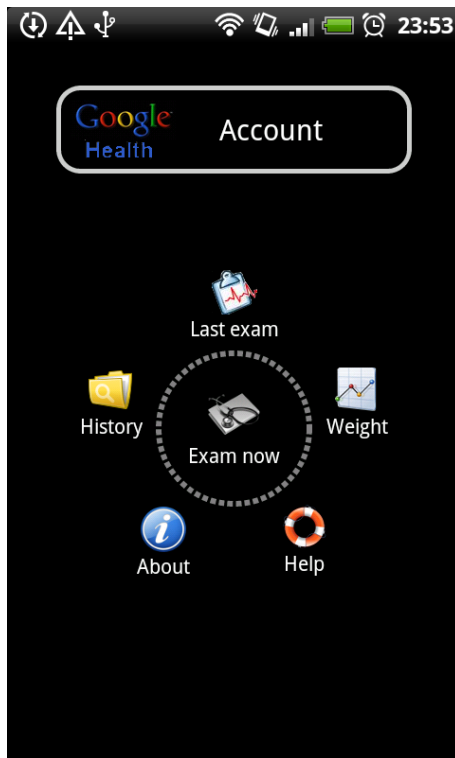 23:53
Google
Health
Account
Last exam
History
Weight
Exam now
About
Help